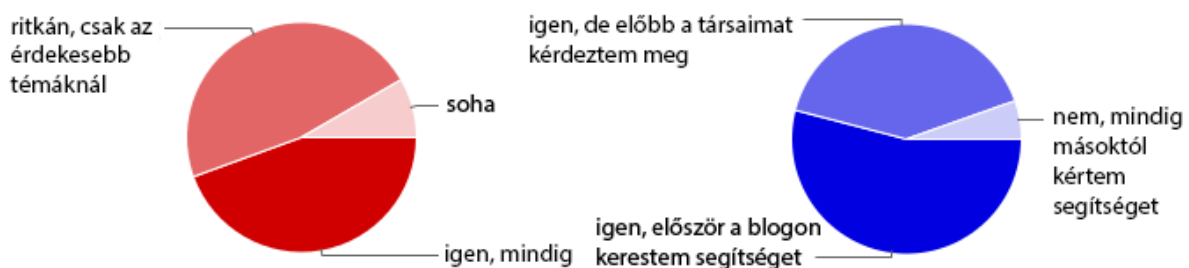 ritkán, csak az
érdekesebb
témáknál
soha
igen, mindig
igen, de előbb a társaimat
kérdeztem meg
nem, mindig
másoktól
kértem
segítséget
igen, először a blogon
kerestem segítséget